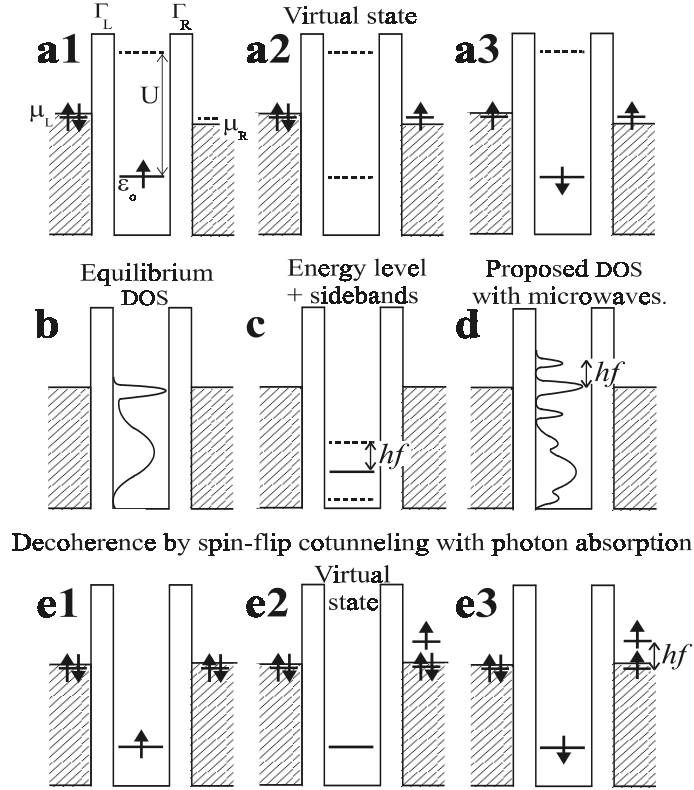 Γ_L Γ_R Virtual state
a1 a2 a3
U
μ_L μ_R
ε_o
Equilibrium DOS
Energy level + sidebands
Proposed DOS with microwaves.
b c d
hf
hf
Decoherence by spin-flip cotunneling with photon absorption
Virtual state
e1 e2 e3
hf